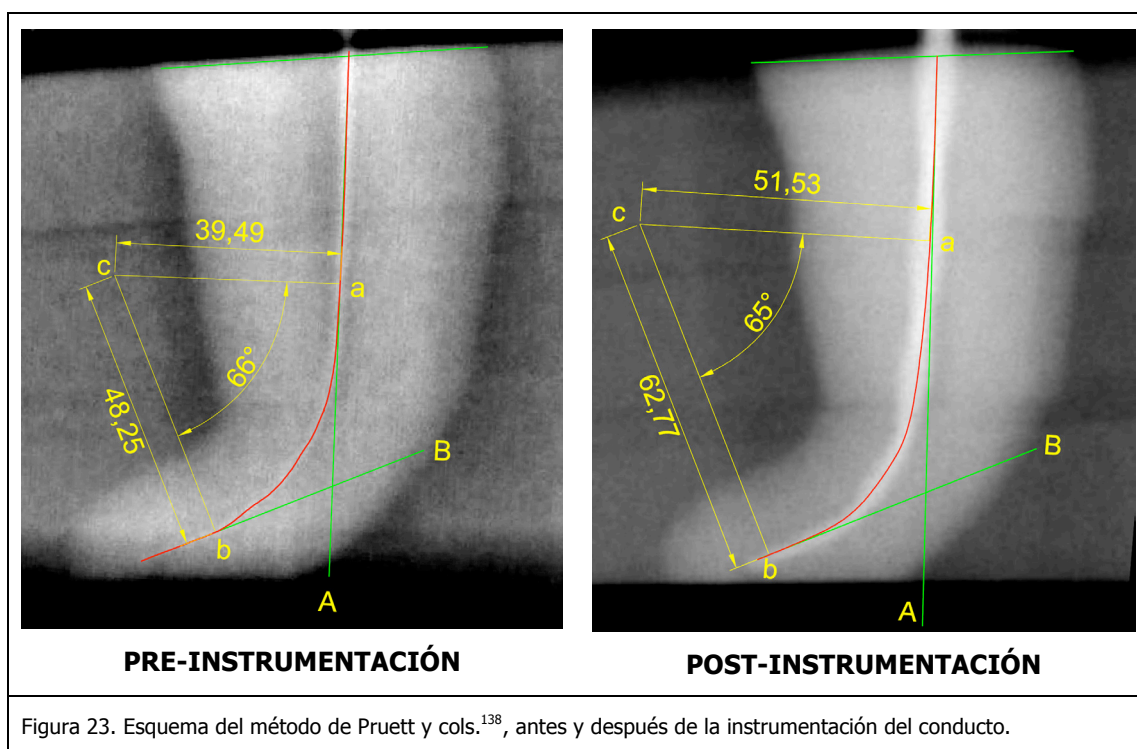 39,49
c
a
66°
48,25
B
b
A
51,53
c
a
65°
62,77
B
b
A
PRE-INSTRUMENTACIÓN
POST-INSTRUMENTACIÓN
Figura 23. Esquema del método de Pruett y cols.138, antes y después de la instrumentación del conducto.